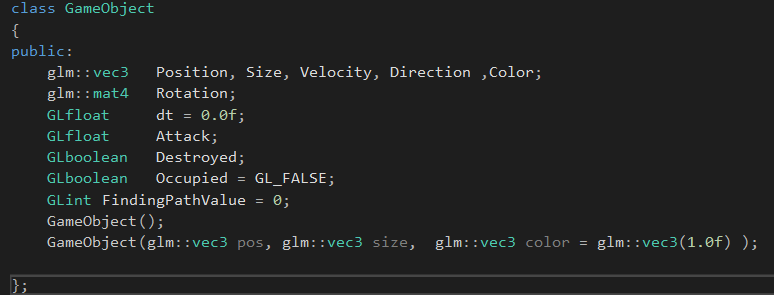 class GameObject
{
public:
glm::vec3 Position, Size, Velocity, Direction ,Color;
glm::mat4 Rotation;
GLfloat dt = 0.0f;
GLfloat Attack;
GLboolean Destroyed;
GLboolean Occupied = GL_FALSE;
GLint FindingPathValue = 0;
GameObject();
GameObject(glm::vec3 pos, glm::vec3 size, glm::vec3 color = glm::vec3(1.0f) );
};